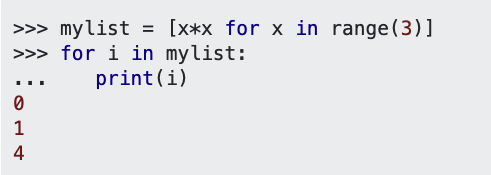 >>> mylist = [x*x for x in range(3)]
>>> for i in mylist:
...    print(i)
0
1
4